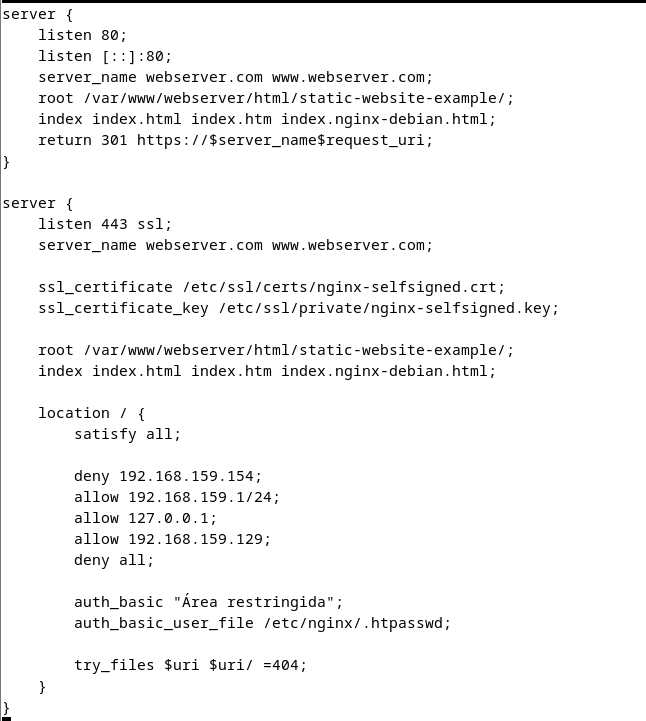 server {
    listen 80;
    listen [::]:80;
    server_name webserver.com www.webserver.com;
    root /var/www/webserver/html/static-website-example/;
    index index.html index.htm index.nginx-debian.html;
    return 301 https://$server_name$request_uri;
}

server {
    listen 443 ssl;
    server_name webserver.com www.webserver.com;

    ssl_certificate /etc/ssl/certs/nginx-selfsigned.crt;
    ssl_certificate_key /etc/ssl/private/nginx-selfsigned.key;

    root /var/www/webserver/html/static-website-example/;
    index index.html index.htm index.nginx-debian.html;

    location / {
        satisfy all;

        deny 192.168.159.154;
        allow 192.168.159.1/24;
        allow 127.0.0.1;
        allow 192.168.159.129;
        deny all;

        auth_basic "Área restringida";
        auth_basic_user_file /etc/nginx/.htpasswd;

        try_files $uri $uri/ =404;
    }
}